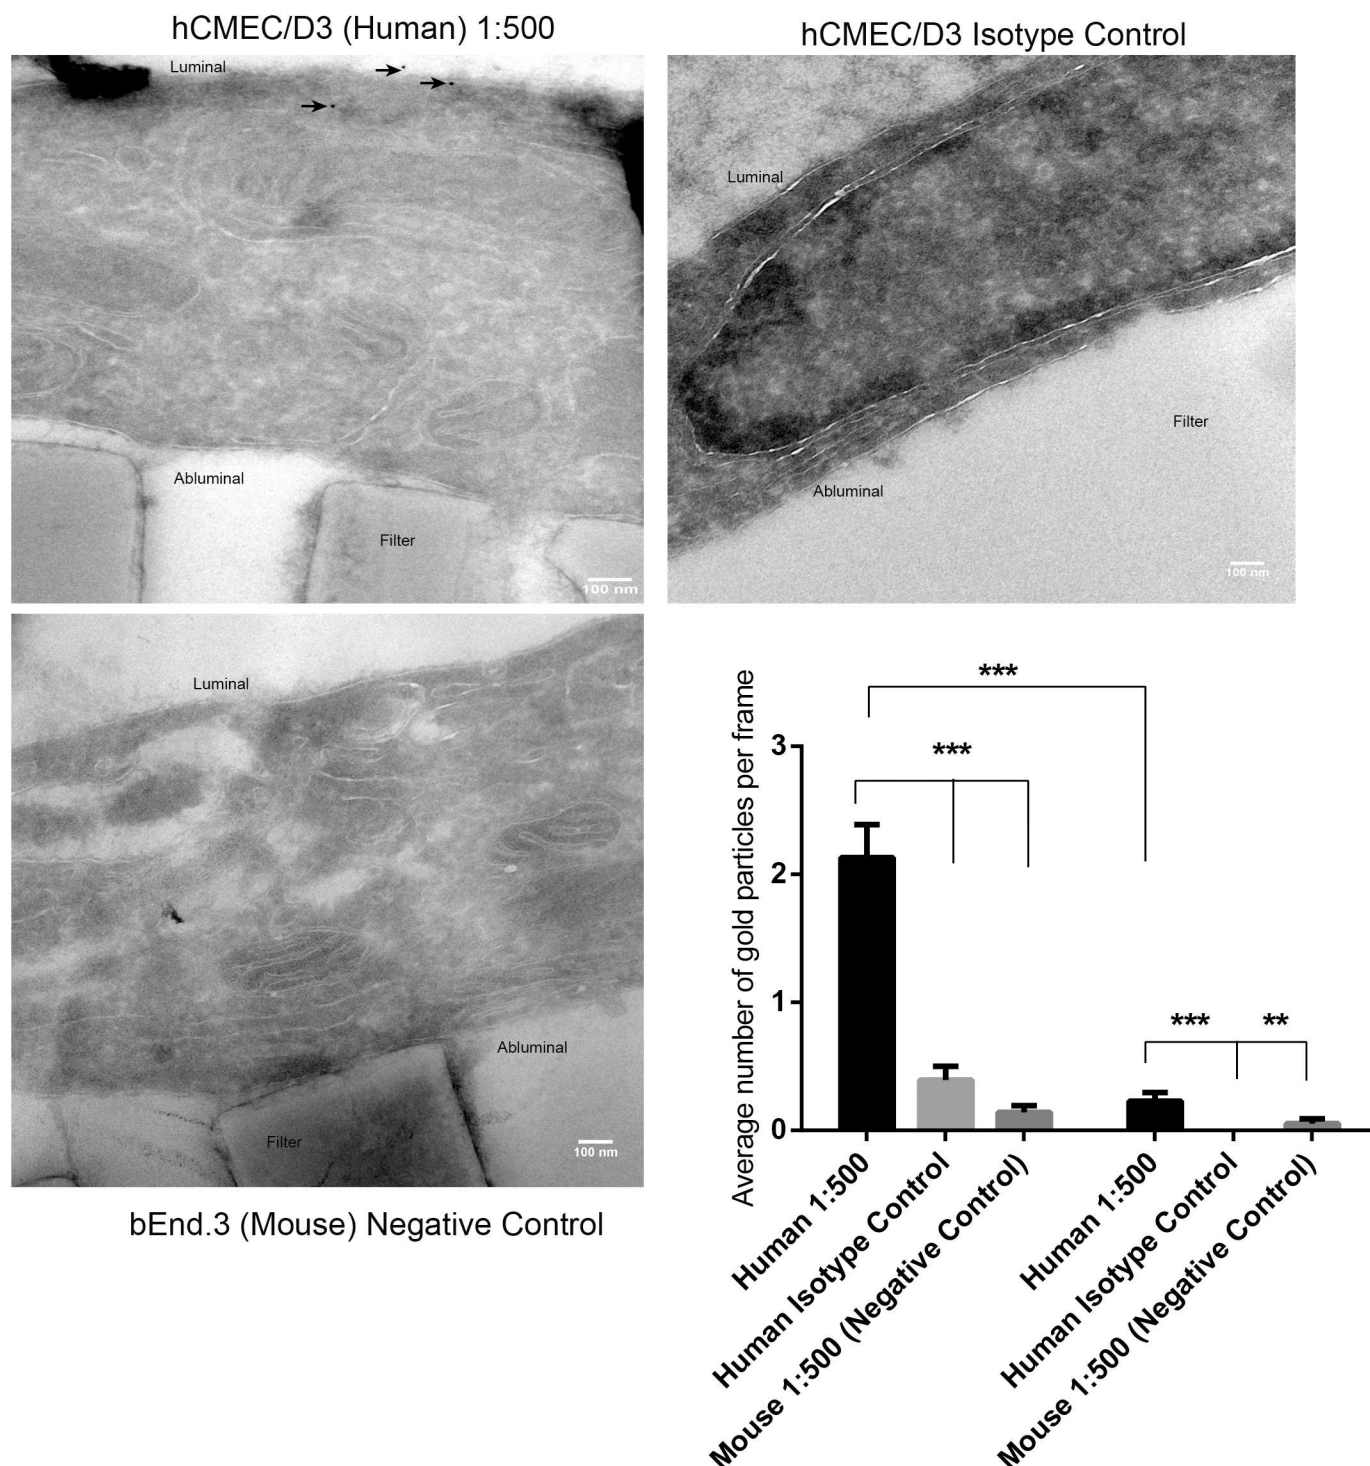 hCMEC/D3 (Human) 1:500
hCMEC/D3 Isotype Control
Luminal
Abluminal
Filter
100 nm
Luminal
Abluminal
Filter
100 nm
Luminal
Abluminal
Filter
100 nm
bEnd.3 (Mouse) Negative Control
Average number of gold particles per frame
3
2
1
0
***
***
***
**
Human 1:500
Human Isotype Control
Mouse 1:500 (Negative Control)
Human 1:500
Human Isotype Control
Mouse 1:500 (Negative Control)